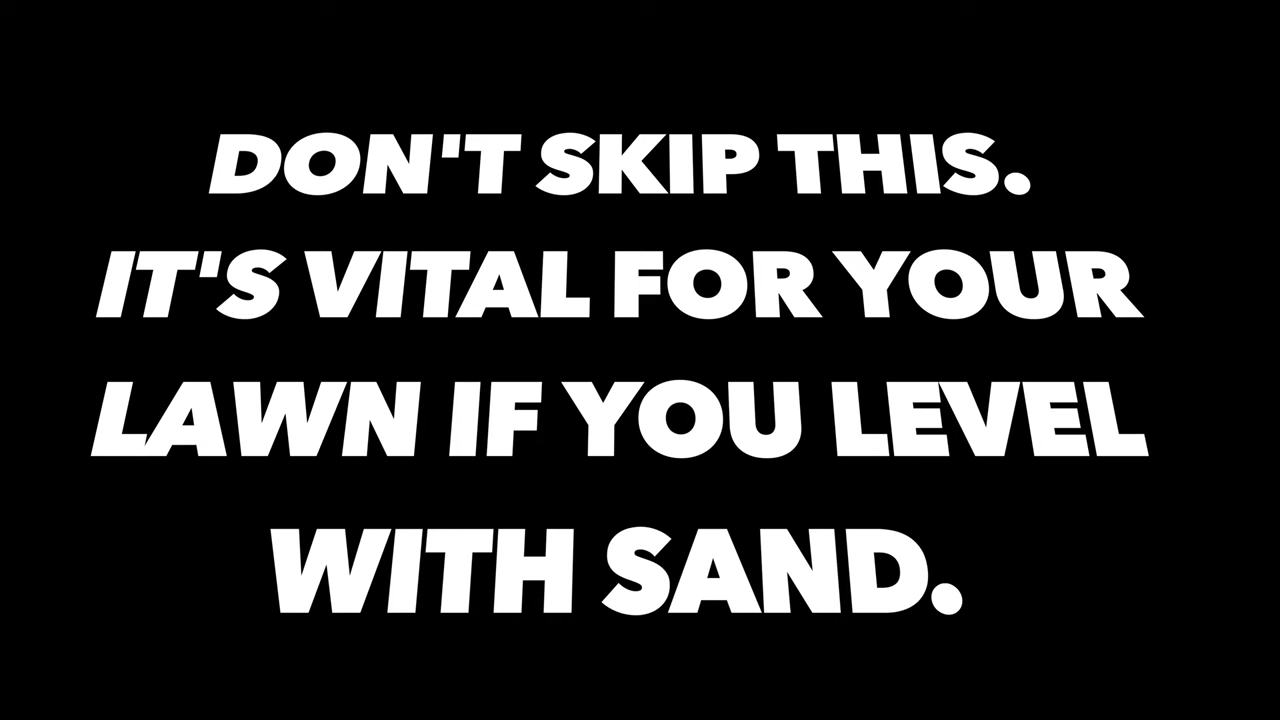 DON'T SKIP THIS.
IT'S VITAL FOR YOUR
LAWN IF YOU LEVEL
WITH SAND.